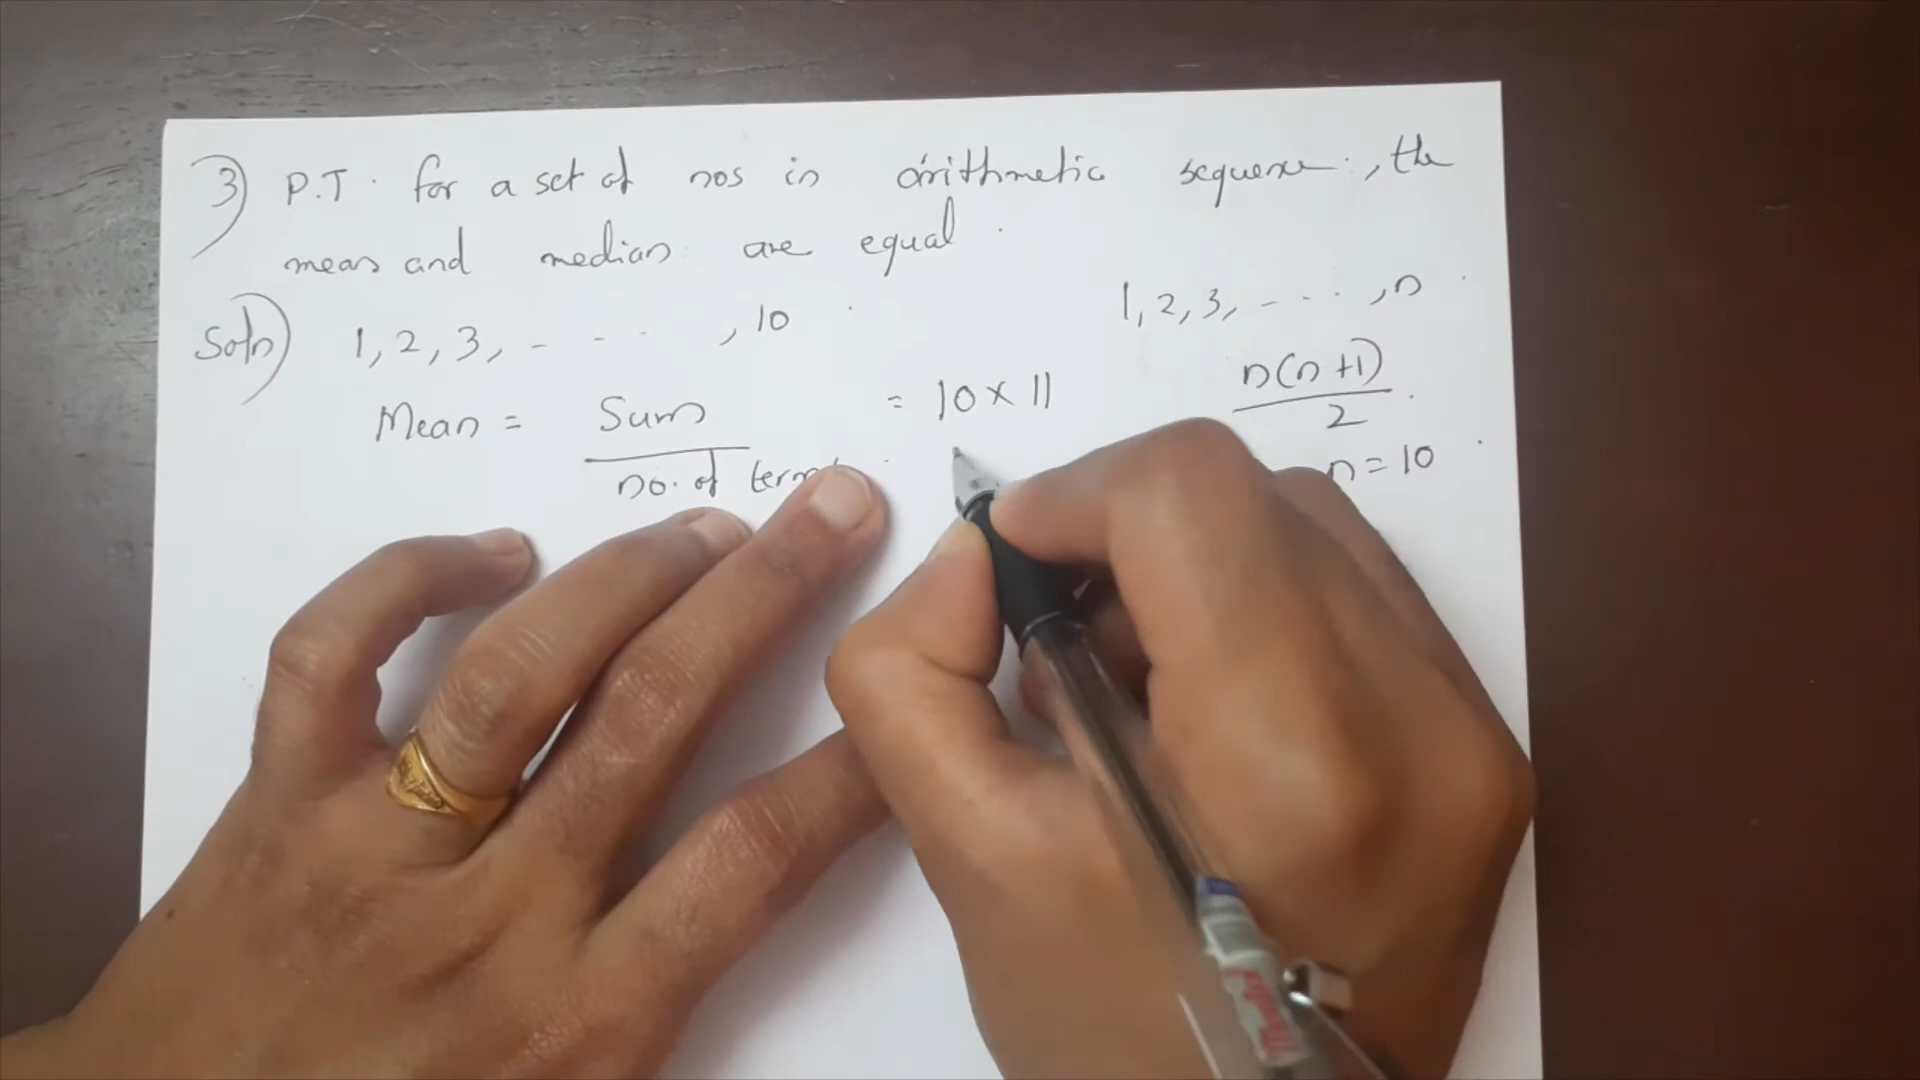 3) P.T. for a set of nos in arithmetic sequence, the
mean and median are equal.
Soln) 1, 2, 3, - - - , 10
Mean = Sum / no. of terms = 10 x 11
1, 2, 3, - - - , n
n(n+1) / 2
n = 10